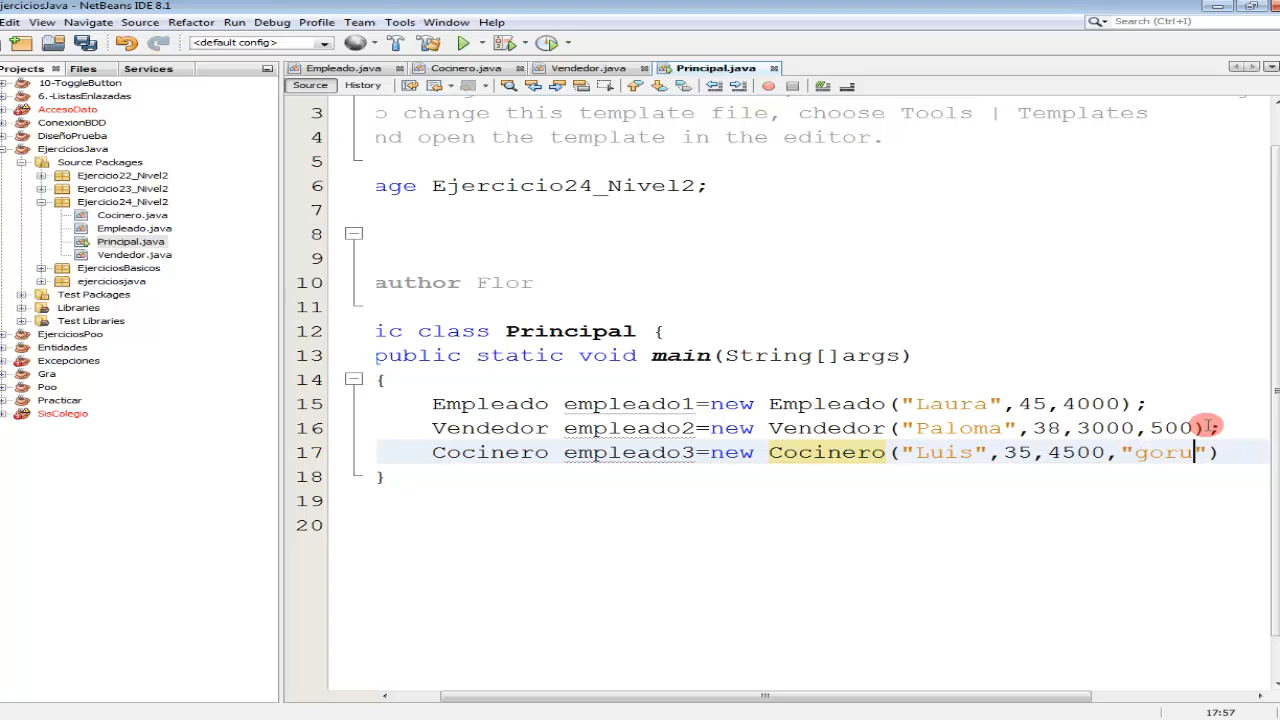 EjerciciosJava - NetBeans IDE 8.1
Edit View Navigate Source Refactor Run Debug Profile Team Tools Window Help
Search (Ctrl+I)
<default config>
Projects Files Services
Empleado.java Cocinero.java Vendedor.java Principal.java
Source History
10-ToggleButton
6.-ListasEnlazadas
AccesoDato
ConexionBDD
DiseñoPrueba
EjerciciosJava
Source Packages
Ejercicio22_Nivel2
Ejercicio23_Nivel2
Ejercicio24_Nivel2
Cocinero.java
Empleado.java
Principal.java
Vendedor.java
EjerciciosBasicos
ejerciciosjava
Test Packages
Libraries
Test Libraries
EjerciciosPoo
Entidades
Excepciones
Gra
Poo
Practicar
SisColegio
3 o change this template file, choose Tools | Templates
4 nd open the template in the editor.
5
6 age Ejercicio24_Nivel2;
7
8
9
10 author Flor
11
12 ic class Principal {
13 public static void main(String[]args)
14 {
15 Empleado empleado1=new Empleado("Laura",45,4000);
16 Vendedor empleado2=new Vendedor("Paloma",38,3000,500);
17 Cocinero empleado3=new Cocinero("Luis",35,4500,"goru")
18 }
19
20
17:57